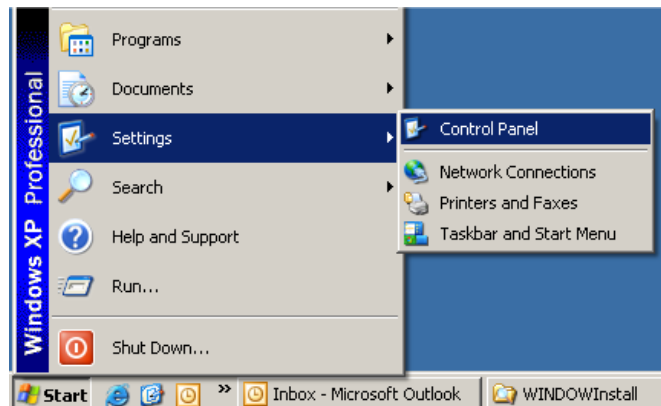 Windows XP Professional
Programs
Documents
Settings
Search
Help and Support
Run...
Shut Down...
Control Panel
Network Connections
Printers and Faxes
Taskbar and Start Menu
Start
»
Inbox - Microsoft Outlook
WINDOWInstall